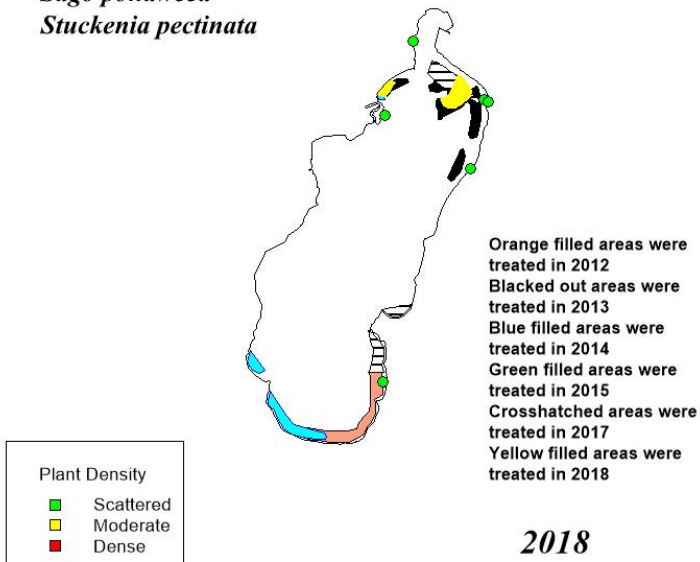 Stuckenia pectinata
Orange filled areas were
treated in 2012
Blacked out areas were
treated in 2013
Blue filled areas were
treated in 2014
Green filled areas were
treated in 2015
Crosshatched areas were
treated in 2017
Yellow filled areas were
treated in 2018
Plant Density
Scattered
Moderate
Dense
2018